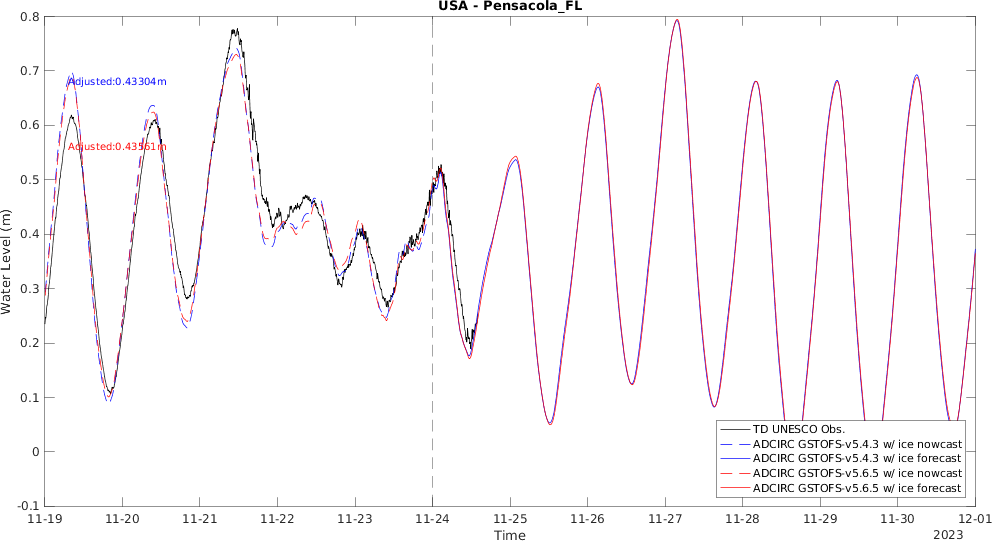 USA - Pensacola_FL
0.8
0.7
0.6
0.5
0.4
0.3
0.2
0.1
0
-0.1
Water Level (m)
Adjusted:0.43304m
Adjusted:0.43561m
TD UNESCO Obs.
ADCIRC GSTOFS-v5.4.3 w/ ice nowcast
ADCIRC GSTOFS-v5.4.3 w/ ice forecast
ADCIRC GSTOFS-v5.6.5 w/ ice nowcast
ADCIRC GSTOFS-v5.6.5 w/ ice forecast
11-19 11-20 11-21 11-22 11-23 11-24 11-25 11-26 11-27 11-28 11-29 11-30 12-01
Time
2023